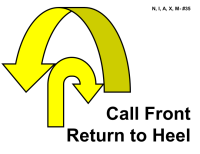 N, I, A, X, M- #35
Call Front
Return to Heel